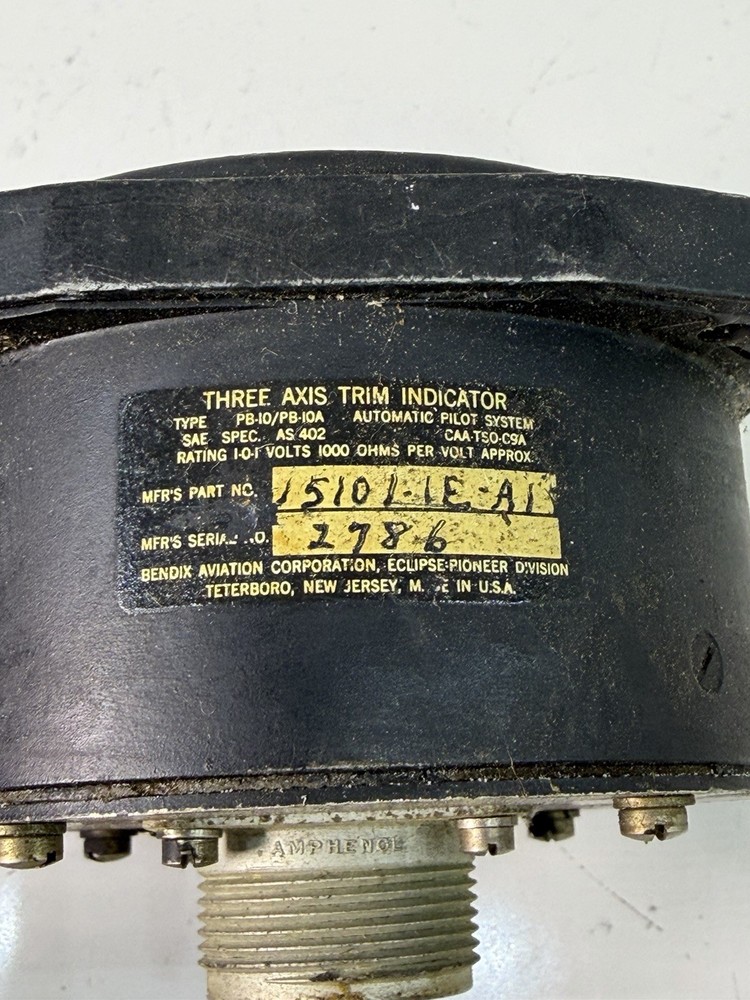 THREE AXIS TRIM INDICATOR
TYPE PB-10/PB-10A AUTOMATIC PILOT SYSTEM
SAE SPEC. AS 402 CAA-TSO-C9A
RATING 1-0-1 VOLTS 1000 OHMS PER VOLT APPROX.
MFR'S PART NO. 15101-1E-A1
MFR'S 2786
BENDIX AVIATION CORPORATION, ECLIPSE-PIONEER DIVISION
TETERBORO, NEW JERSEY, IN U.S.A.
AMPHENOL